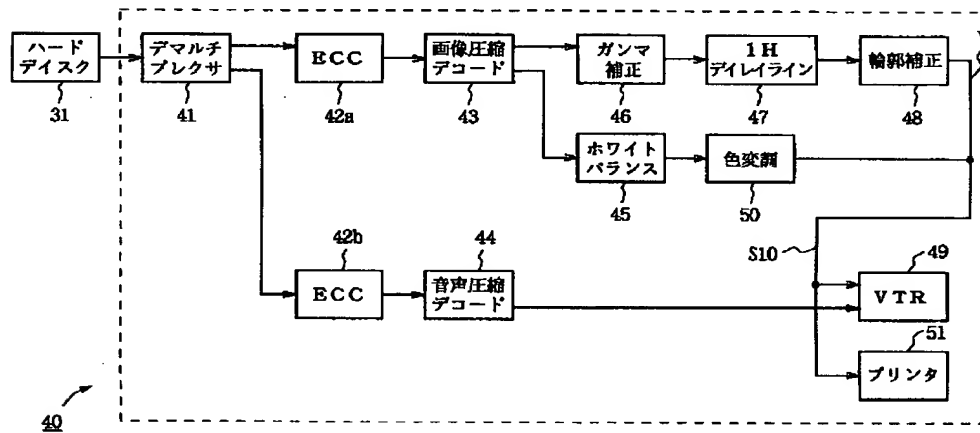 ハード
デイスク
31
デマルチ
プレクサ
41
ECC
42a
画像圧縮
デコード
43
ガンマ
補正
46
1H
デイレイライン
47
輪郭補正
48
ホワイト
バランス
45
色変調
50
42b
ECC
44
音声圧縮
デコード
S10
49
VTR
51
プリンタ
40